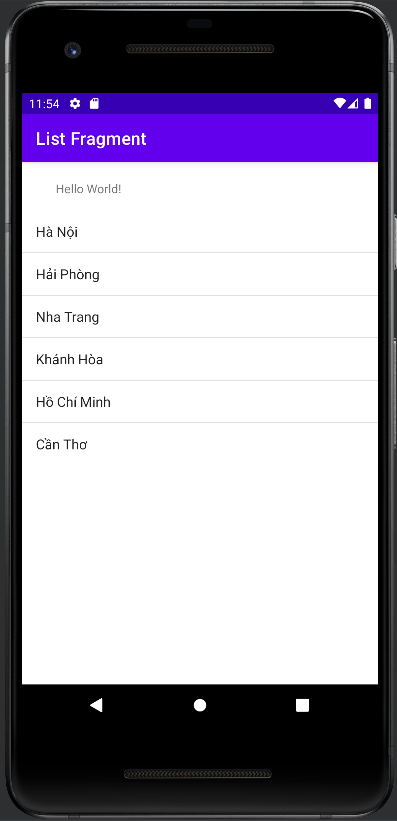 11:54
List Fragment
Hello World!
Hà Nội
Hải Phòng
Nha Trang
Khánh Hòa
Hồ Chí Minh
Cần Thơ